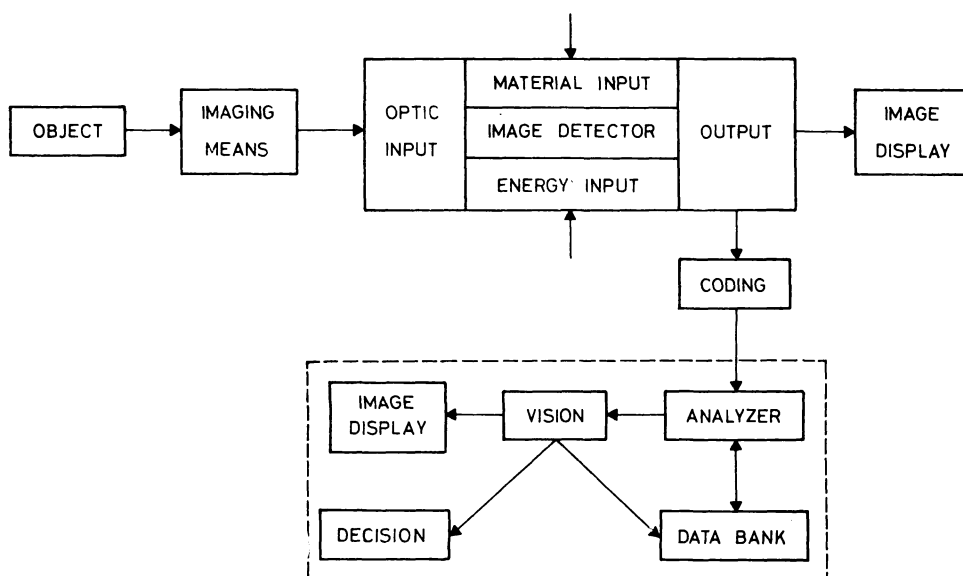 OBJECT
IMAGING
MEANS
OPTIC
INPUT
MATERIAL INPUT
IMAGE DETECTOR
ENERGY INPUT
OUTPUT
IMAGE
DISPLAY
CODING
IMAGE
DISPLAY
VISION
ANALYZER
DECISION
DATA BANK